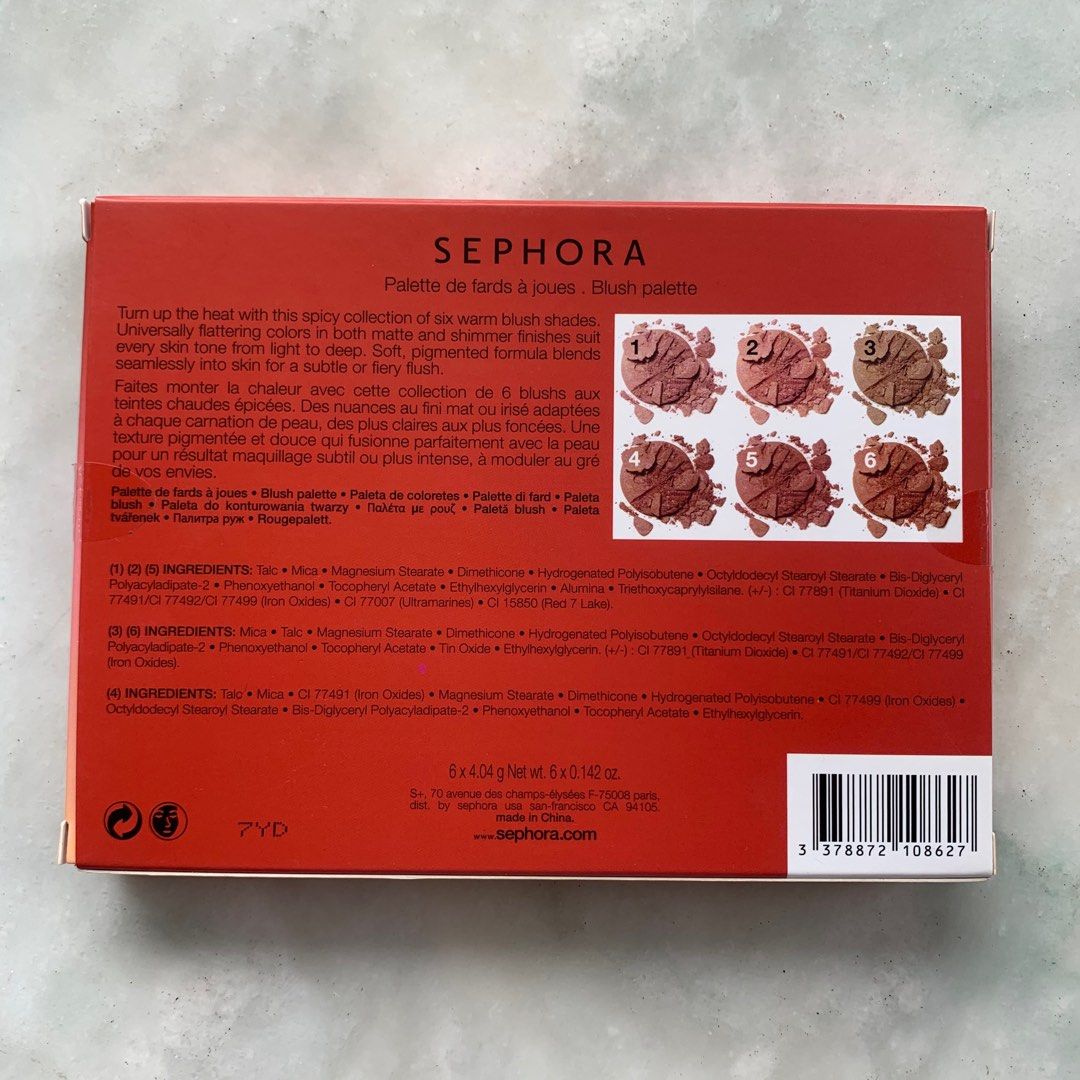 SEPHORA
Palette de fards à joues . Blush palette
Turn up the heat with this spicy collection of six warm blush shades.
Universally flattering colors in both matte and shimmer finishes suit
every skin tone from light to deep. Soft, pigmented formula blends
seamlessly into skin for a subtle or fiery flush.
Faites monter la chaleur avec cette collection de 6 blushs aux
teintes chaudes épicées. Des nuances au fini mat ou irisé adaptées
à chaque carnation de peau, des plus claires aux plus foncées. Une
texture pigmentée et douce qui fusionne parfaitement avec la peau
pour un résultat maquillage subtil ou plus intense, à moduler au gré
de vos envies.
Palette de fards à joues • Blush palette • Paleta de coloretes • Palette di fard • Paleta
blush • Paleta do konturowania twarzy • Παλέτα με ρουζ • Paletă blush • Paleta
tvářenek • Палитра руж • Rougepalett.
1 2 3
4 5 6
(1) (2) (5) INGREDIENTS: Talc • Mica • Magnesium Stearate • Dimethicone • Hydrogenated Polyisobutene • Octyldodecyl Stearoyl Stearate • Bis-Diglyceryl
Polyacyladipate-2 • Phenoxyethanol • Tocopheryl Acetate • Ethylhexylglycerin • Alumina • Triethoxycaprylylsilane. (+/-) : CI 77891 (Titanium Dioxide) • CI
77491/CI 77492/CI 77499 (Iron Oxides) • CI 77007 (Ultramarines) • CI 15850 (Red 7 Lake).
(3) (6) INGREDIENTS: Mica • Talc • Magnesium Stearate • Dimethicone • Hydrogenated Polyisobutene • Octyldodecyl Stearoyl Stearate • Bis-Diglyceryl
Polyacyladipate-2 • Phenoxyethanol • Tocopheryl Acetate • Tin Oxide • Ethylhexylglycerin. (+/-) : CI 77891 (Titanium Dioxide) • CI 77491/CI 77492/CI 77499
(Iron Oxides).
(4) INGREDIENTS: Talc • Mica • CI 77491 (Iron Oxides) • Magnesium Stearate • Dimethicone • Hydrogenated Polyisobutene • CI 77499 (Iron Oxides) •
Octyldodecyl Stearoyl Stearate • Bis-Diglyceryl Polyacyladipate-2 • Phenoxyethanol • Tocopheryl Acetate • Ethylhexylglycerin.
6 x 4.04 g Net wt. 6 x 0.142 oz.
S+, 70 avenue des champs-élysées F-75008 paris,
dist. by sephora usa san-francisco CA 94105.
made in China.
www.sephora.com
7YD
3 378872 108627